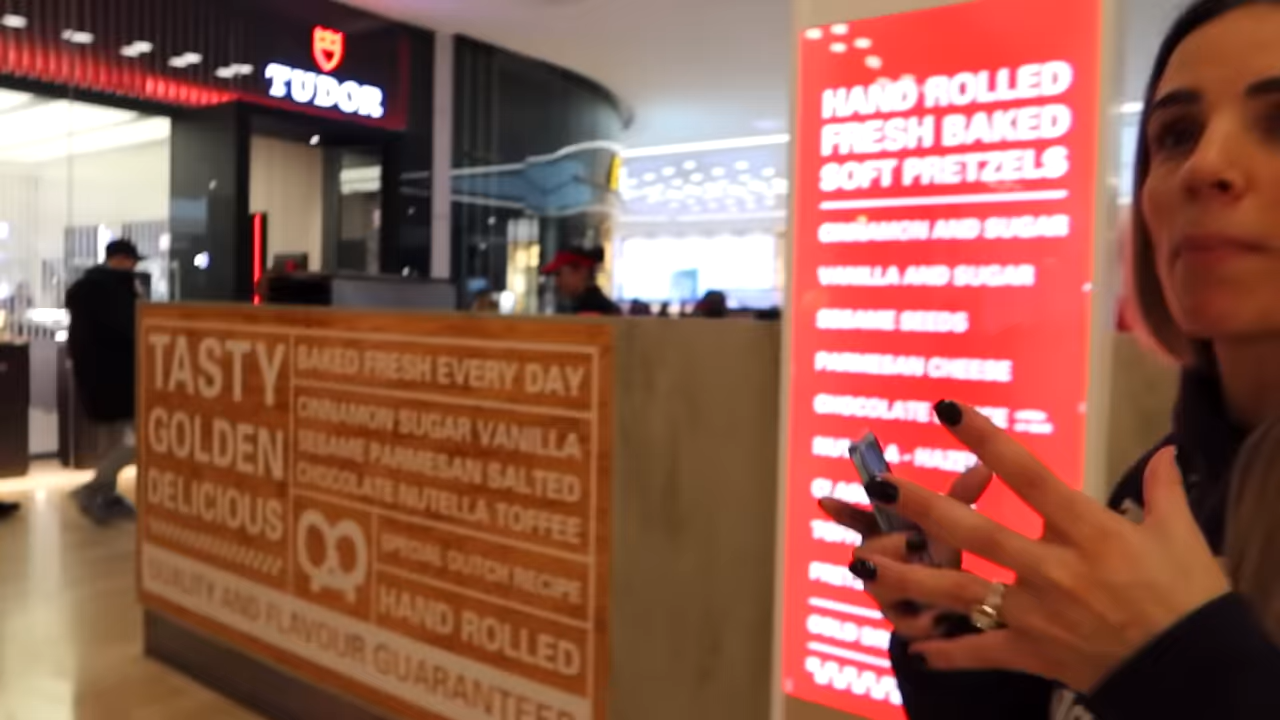 TUDOR
TASTY
GOLDEN
DELICIOUS
BAKED FRESH EVERY DAY
CINNAMON SUGAR VANILLA
SESAME PARMESAN SALTED
CHOCOLATE NUTELLA TOFFEE
SPECIAL DUTCH RECIPE
HAND ROLLED
QUALITY AND FLAVOUR GUARANTEED
HAND ROLLED
FRESH BAKED
SOFT PRETZELS
CINNAMON AND SUGAR
VANILLA AND SUGAR
SESAME SEEDS
PARMESAN CHEESE
CHOCOLATE